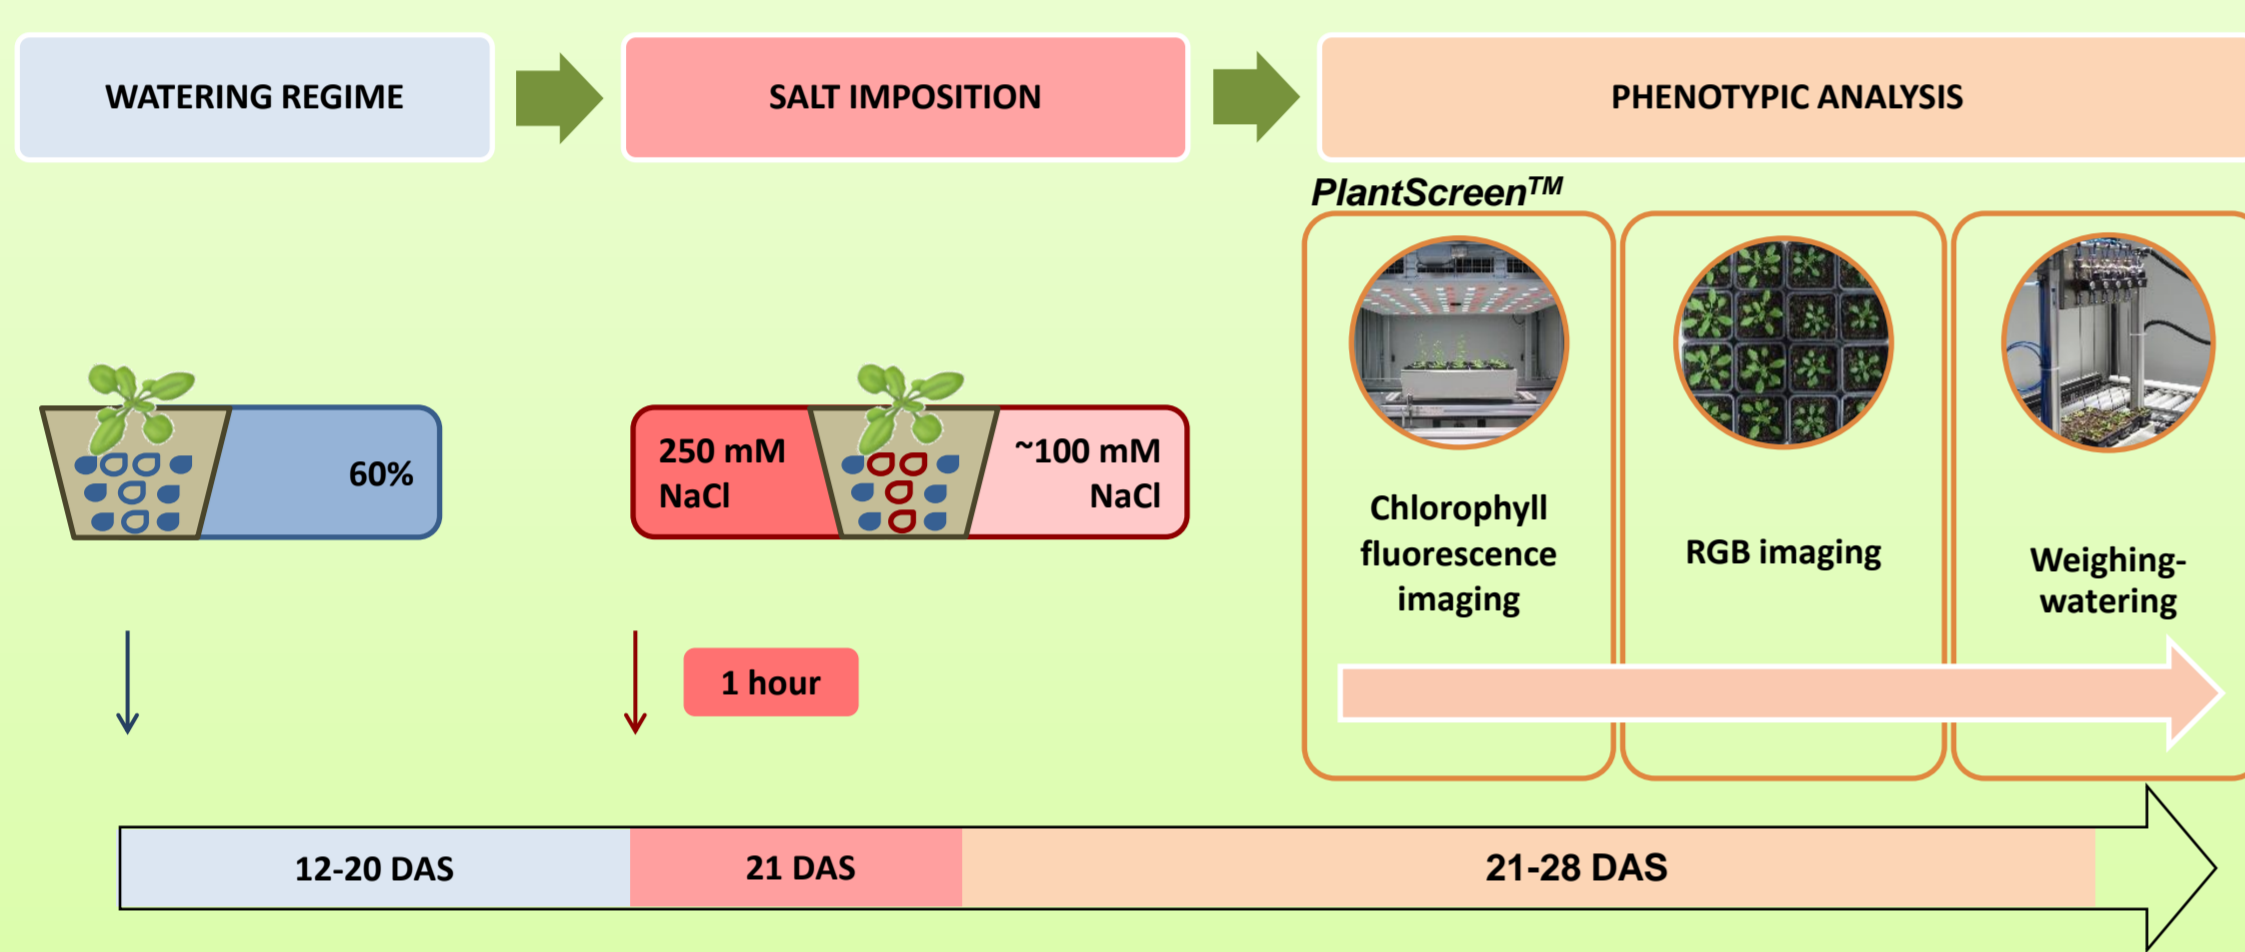 WATERING REGIME
SALT IMPOSITION
PHENOTYPIC ANALYSIS
PlantScreen™
60%
250 mM
NaCl
~100 mM
NaCl
Chlorophyll
fluorescence
imaging
RGB imaging
Weighing-
watering
1 hour
12-20 DAS
21 DAS
21-28 DAS